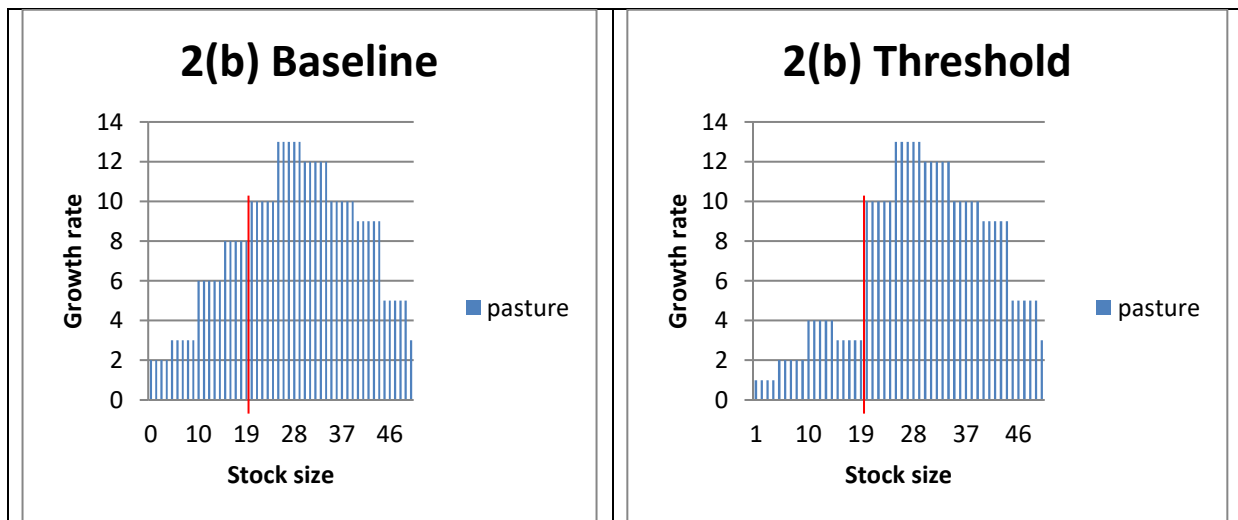 2(b) Baseline
14
12
10
8
6
4
2
0
Growth rate
0 10 19 28 37 46
Stock size
pasture
2(b) Threshold
14
12
10
8
6
4
2
0
Growth rate
1 10 19 28 37 46
Stock size
pasture